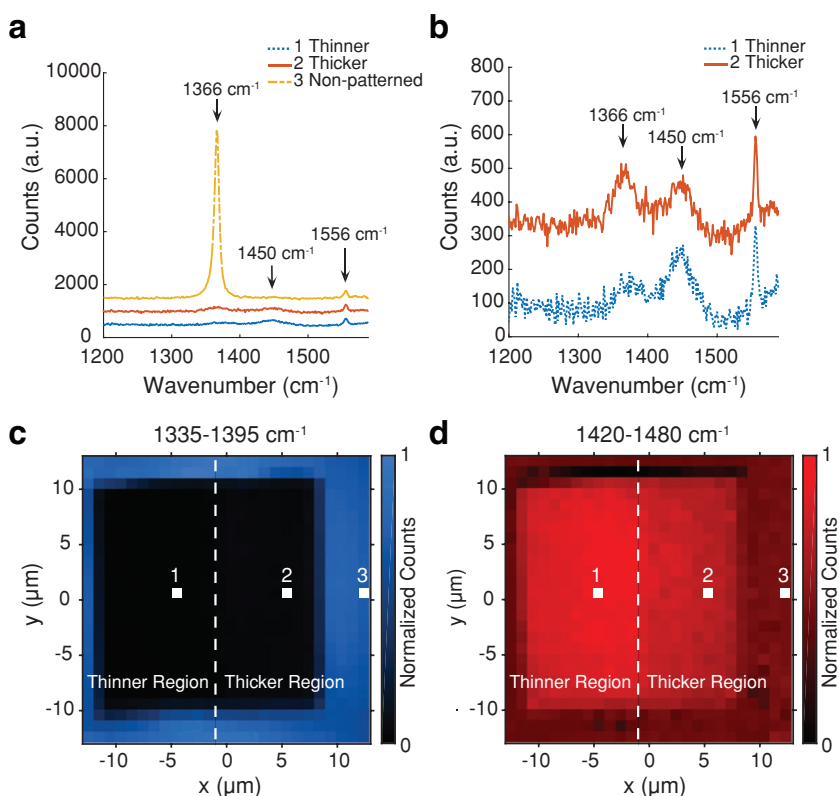 a
1 Thinner
2 Thicker
3 Non-patterned
10000
8000
6000
4000
2000
0
1366 cm⁻¹
1450 cm⁻¹
1556 cm⁻¹
Counts (a.u.)
1200 1300 1400 1500
Wavenumber (cm⁻¹)
b
1 Thinner
2 Thicker
800
700
600
500
400
300
200
100
0
1366 cm⁻¹
1450 cm⁻¹
1556 cm⁻¹
Counts (a.u.)
1200 1300 1400 1500
Wavenumber (cm⁻¹)
c
1335-1395 cm⁻¹
10
5
0
-5
-10
y (µm)
1 2 3
Thinner Region Thicker Region
-10 -5 0 5 10
x (µm)
1
Normalized Counts
0
d
1420-1480 cm⁻¹
10
5
0
-5
-10
y (µm)
1 2 3
Thinner Region Thicker Region
-10 -5 0 5 10
x (µm)
1
Normalized Counts
0